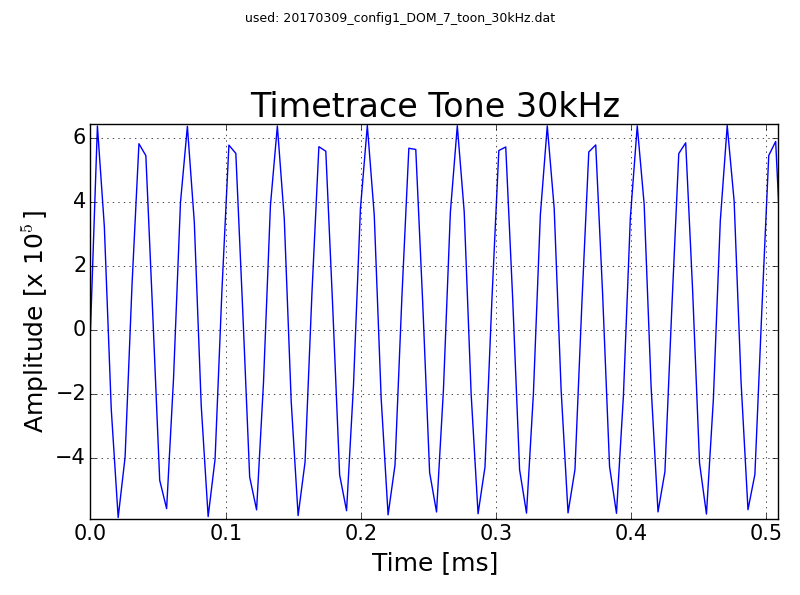 used: 20170309_config1_DOM_7_toon_30kHz.dat
Timetrace Tone 30kHz
Amplitude [x 10⁵ ]
6
4
2
0
−2
−4
0.0 0.1 0.2 0.3 0.4 0.5
Time [ms]